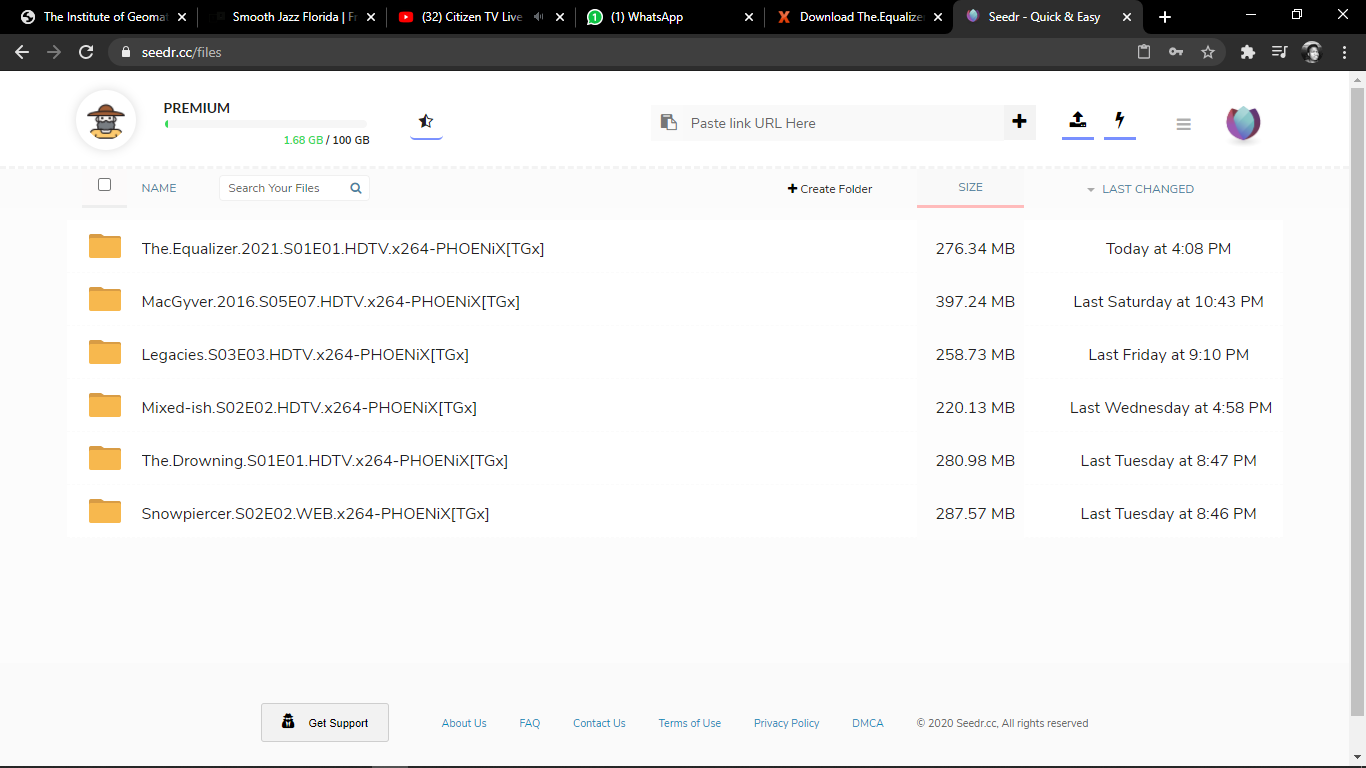 The Institute of Geomat
Smooth Jazz Florida | Fr
(32) Citizen TV Live
1 (1) WhatsApp
X Download The.Equalize
Seedr - Quick & Easy
seedr.cc/files
PREMIUM
1.68 GB / 100 GB
Paste link URL Here
NAME
Search Your Files
Create Folder
SIZE
LAST CHANGED
The.Equalizer.2021.S01E01.HDTV.x264-PHOENiX[TGx] 276.34 MB Today at 4:08 PM
MacGyver.2016.S05E07.HDTV.x264-PHOENiX[TGx] 397.24 MB Last Saturday at 10:43 PM
Legacies.S03E03.HDTV.x264-PHOENiX[TGx] 258.73 MB Last Friday at 9:10 PM
Mixed-ish.S02E02.HDTV.x264-PHOENiX[TGx] 220.13 MB Last Wednesday at 4:58 PM
The.Drowning.S01E01.HDTV.x264-PHOENiX[TGx] 280.98 MB Last Tuesday at 8:47 PM
Snowpiercer.S02E02.WEB.x264-PHOENiX[TGx] 287.57 MB Last Tuesday at 8:46 PM
Get Support
About Us
FAQ
Contact Us
Terms of Use
Privacy Policy
DMCA
© 2020 Seedr.cc, All rights reserved